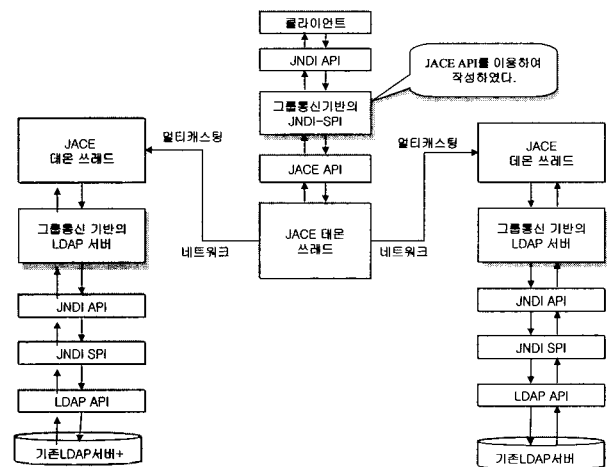 클라이언트
JNDI API
그룹통신기반의
JNDI-SPI
JACE API를 이용하여
작성하였다.
JACE API
JACE 데몬
쓰레드
멀티캐스팅
네트워크
멀티캐스팅
네트워크
JACE
데몬 쓰레드
그룹통신 기반의
LDAP 서버
JNDI API
JNDI SPI
LDAP API
기존LDAP서버+
JACE
데몬 쓰레드
그룹통신 기반의
LDAP 서버
JNDI API
JNDI SPI
LDAP API
기존LDAP서버